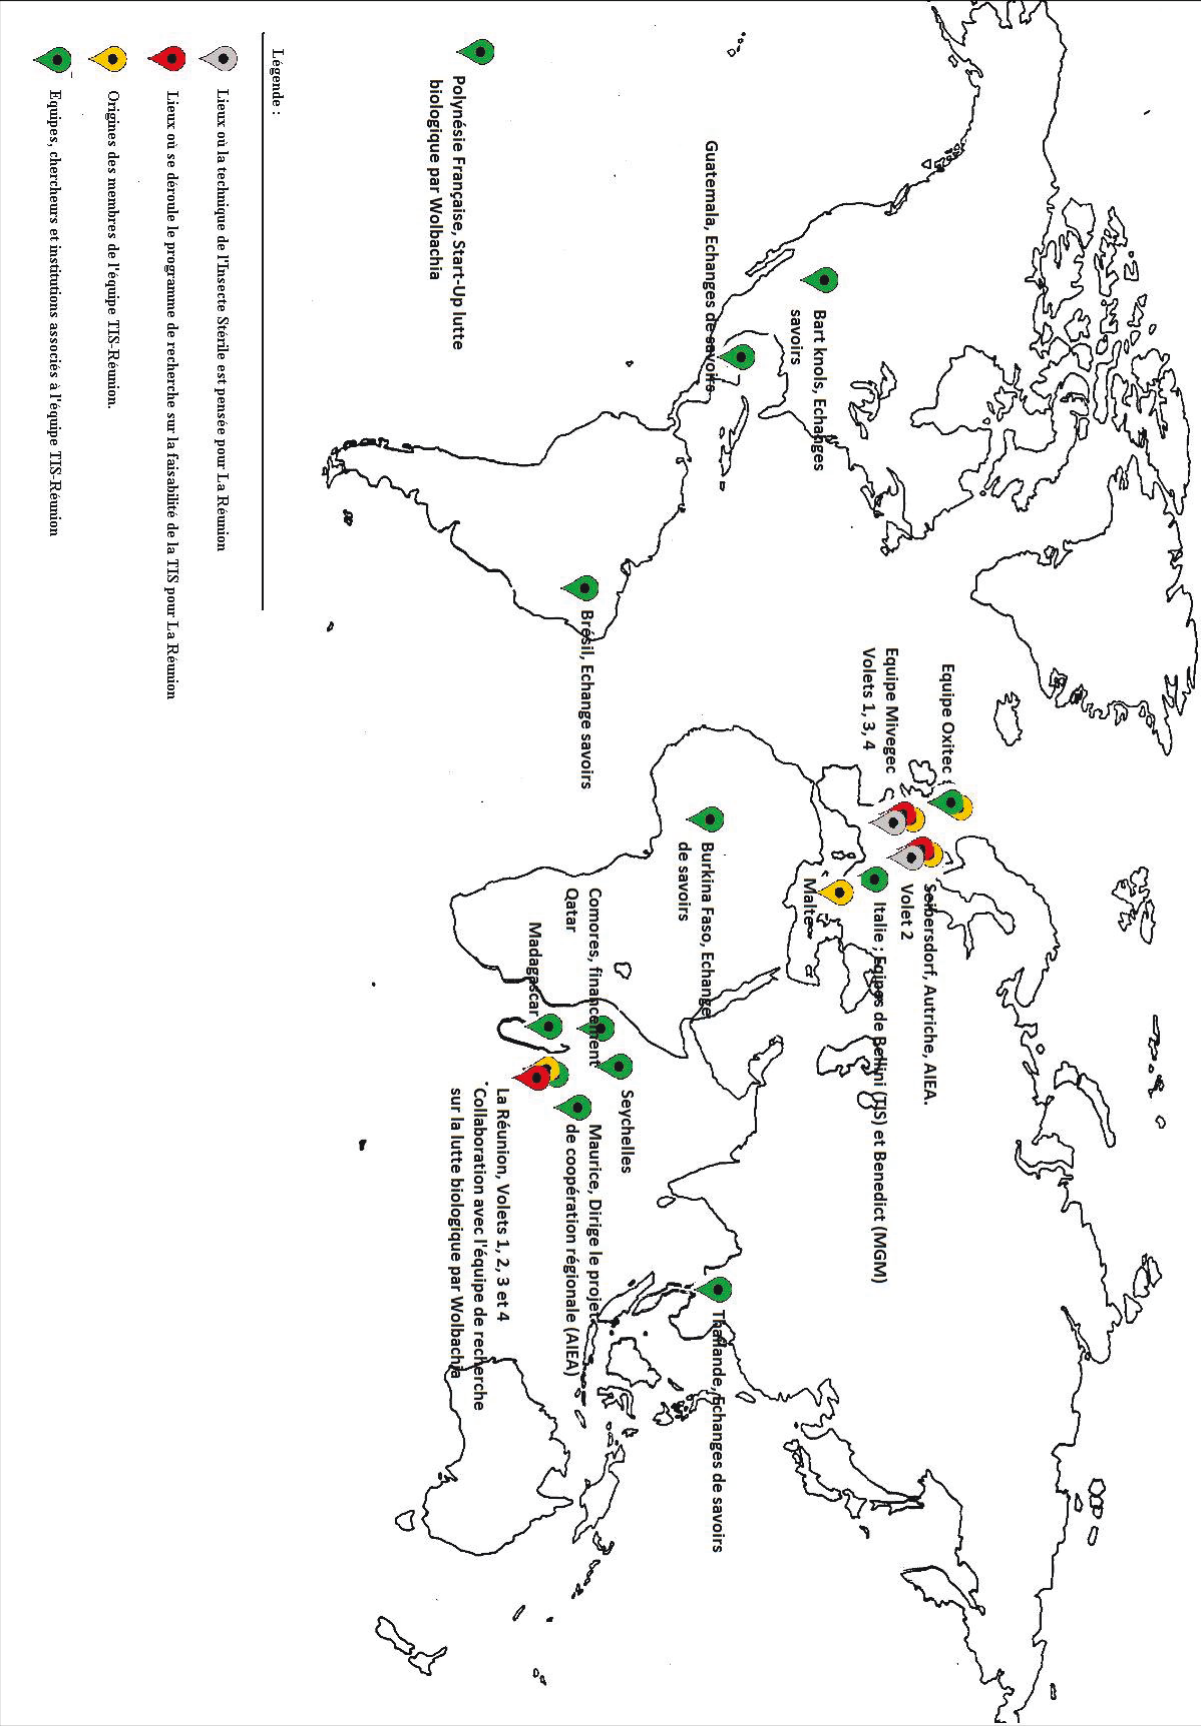 Equipe Oxitec
Equipe Mivegec
Volets 1, 3, 4
Seibersdorf, Autriche, AIEA.
Volet 2
Italie ; Eqipes de Bellini (TIS) et Benedict (MGM)
Malte
Bart knols, Echanges
savoirs
Guatemala, Echanges de savoirs
Burkina Faso, Echange
de savoirs
Thaïlande, Echanges de savoirs
Brésil, Echange savoirs
Comores, financement
Qatar
Seychelles
Madagascar
Maurice, Dirige le projet
de coopération régionale (AIEA)
La Réunion, Volets 1, 2, 3 et 4
*Collaboration avec l'équipe de recherche
sur la lutte biologique par Wolbachia
Polynésie Française, Start-Up lutte
biologique par Wolbachia
Légende :
Lieux où la technique de l'Insecte Stérile est pensée pour La Réunion
Lieux où se déroule le programme de recherche sur la faisabilité de la TIS pour La Réunion
Origines des membres de l'équipe TIS-Réunion.
Equipes, chercheurs et institutions associés à l'équipe TIS-Réunion